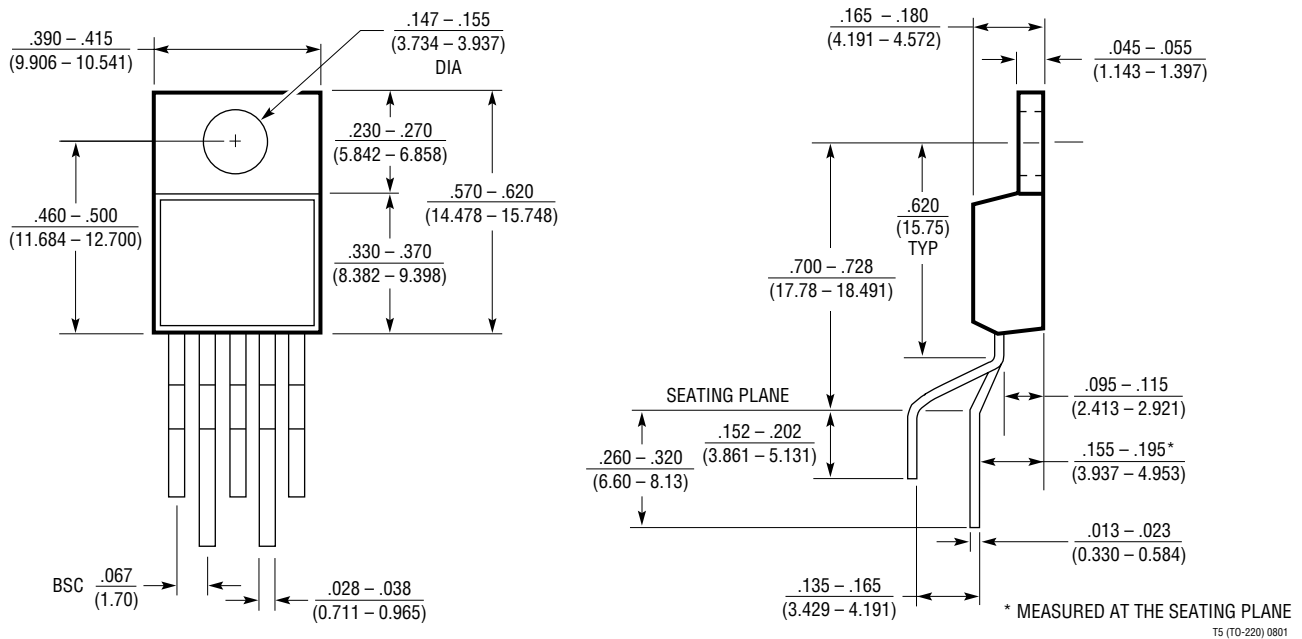 .390 – .415
(9.906 – 10.541)
.147 – .155
(3.734 – 3.937)
DIA
.230 – .270
(5.842 – 6.858)
.460 – .500
(11.684 – 12.700)
.570 – .620
(14.478 – 15.748)
.330 – .370
(8.382 – 9.398)
BSC
.067
(1.70)
.028 – .038
(0.711 – 0.965)
.165 – .180
(4.191 – 4.572)
.045 – .055
(1.143 – 1.397)
.620
(15.75)
TYP
.700 – .728
(17.78 – 18.491)
SEATING PLANE
.152 – .202
(3.861 – 5.131)
.260 – .320
(6.60 – 8.13)
.095 – .115
(2.413 – 2.921)
.155 – .195*
(3.937 – 4.953)
.013 – .023
(0.330 – 0.584)
.135 – .165
(3.429 – 4.191)
* MEASURED AT THE SEATING PLANE
T5 (TO-220) 0801